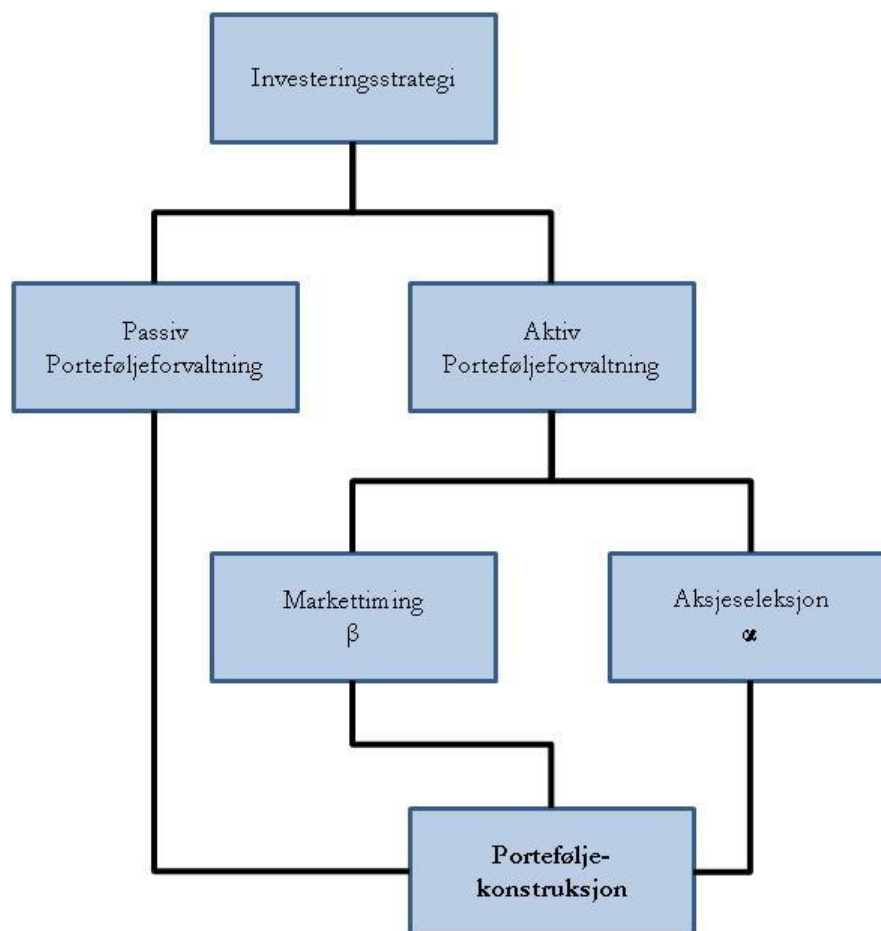 Investeringsstrategi
Passiv
Porteføljeforvaltning
Aktiv
Porteføljeforvaltning
Markettiming
β
Aksjeseleksjon
α
Portefølje-
konstruksjon